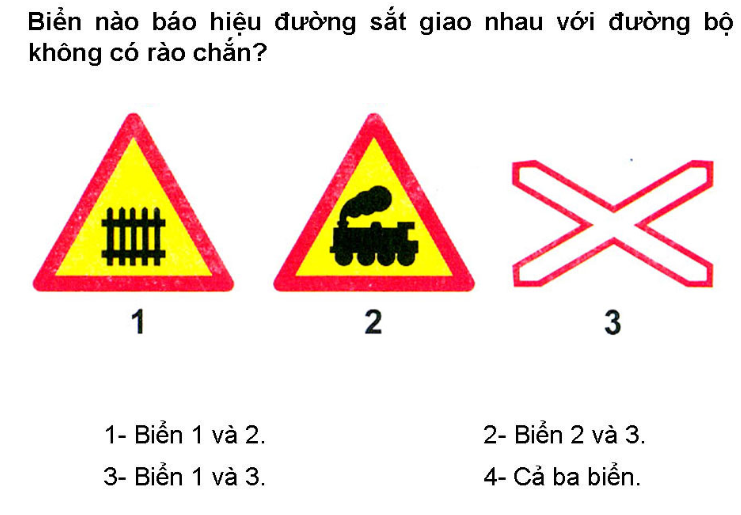 Biển nào báo hiệu đường sắt giao nhau với đường bộ
không có rào chắn?
1 2 3
1- Biển 1 và 2. 2- Biển 2 và 3.
3- Biển 1 và 3. 4- Cả ba biển.